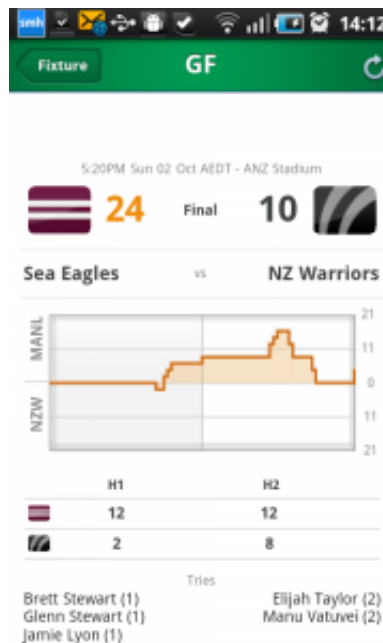 smh 14:12
Fixture GF
5:20PM Sun 02 Oct AEDT - ANZ Stadium
24 Final 10
Sea Eagles vs NZ Warriors
MANL
NZW
21
11
0
11
21
H1 H2
12 12
2 8
Tries
Brett Stewart (1) Elijah Taylor (2)
Glenn Stewart (1) Manu Vatuvei (2)
Jamie Lyon (1)